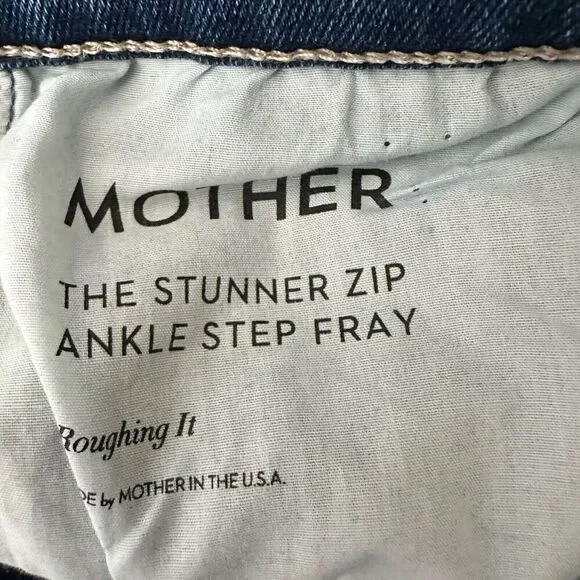 MOTHER
THE STUNNER ZIP
ANKLE STEP FRAY
Roughing It
by MOTHER IN THE U.S.A.